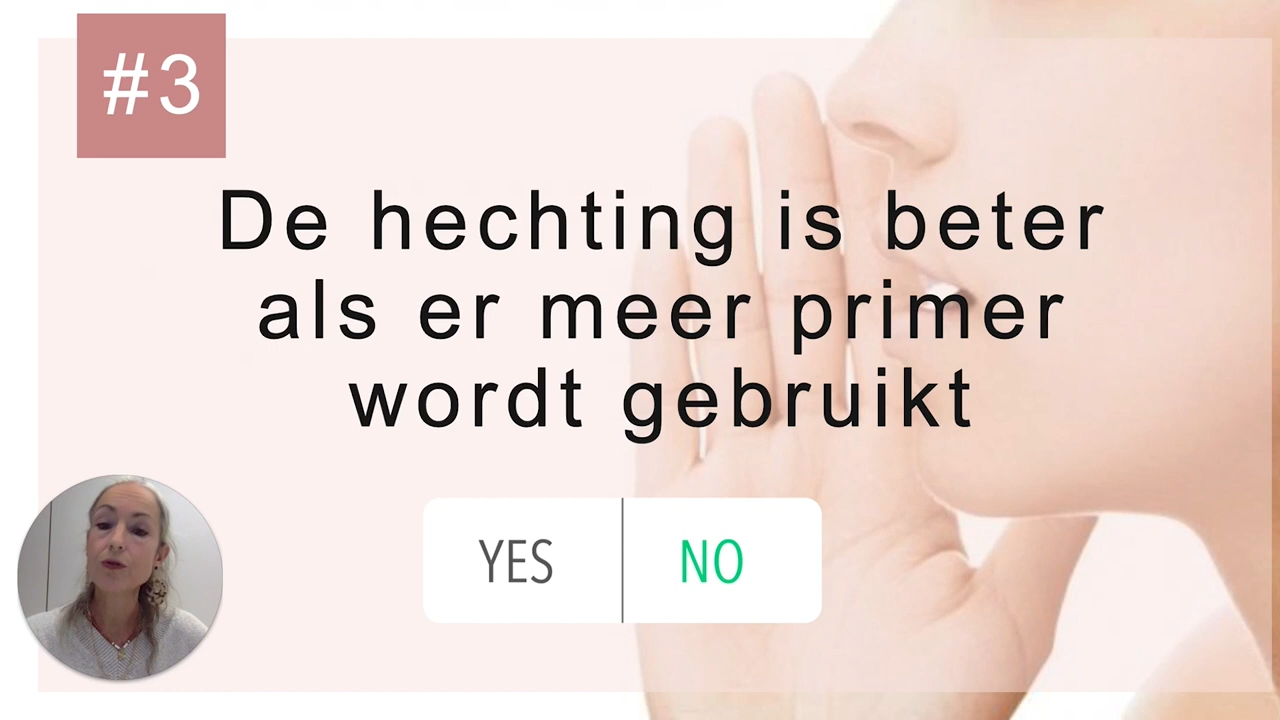 #3
De hechting is beter
als er meer primer
wordt gebruikt
YES NO